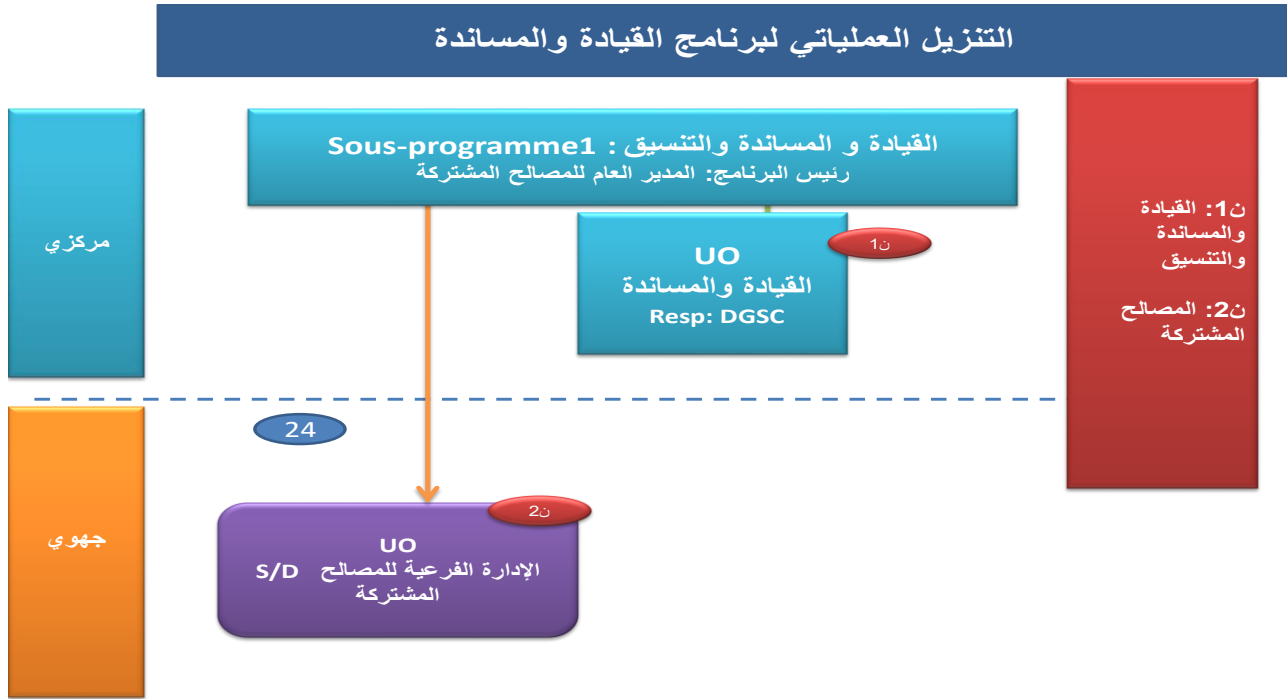 التنزيل العملياتي لبرنامج القيادة والمساندة
القيادة و المساندة والتنسيق : Sous-programme1
رئيس البرنامج: المدير العام للمصالح المشتركة
ن1: القيادة
والمساندة
والتنسيق
ن2: المصالح
المشتركة
مركزي
ن1
UO
القيادة والمساندة
Resp: DGSC
24
جهوي
ن2
UO
الإدارة الفرعية للمصالح S/D
المشتركة